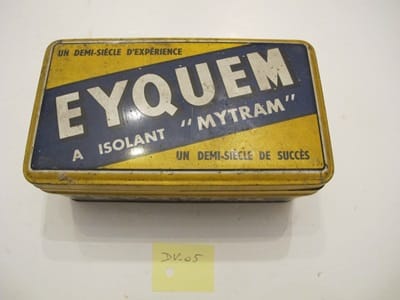 UN DEMI-SIÈCLE D'EXPÉRIENCE
EYQUEM
A ISOLANT "MYTRAM"
UN DEMI-SIÈCLE DE SUCCÈS
DV-05